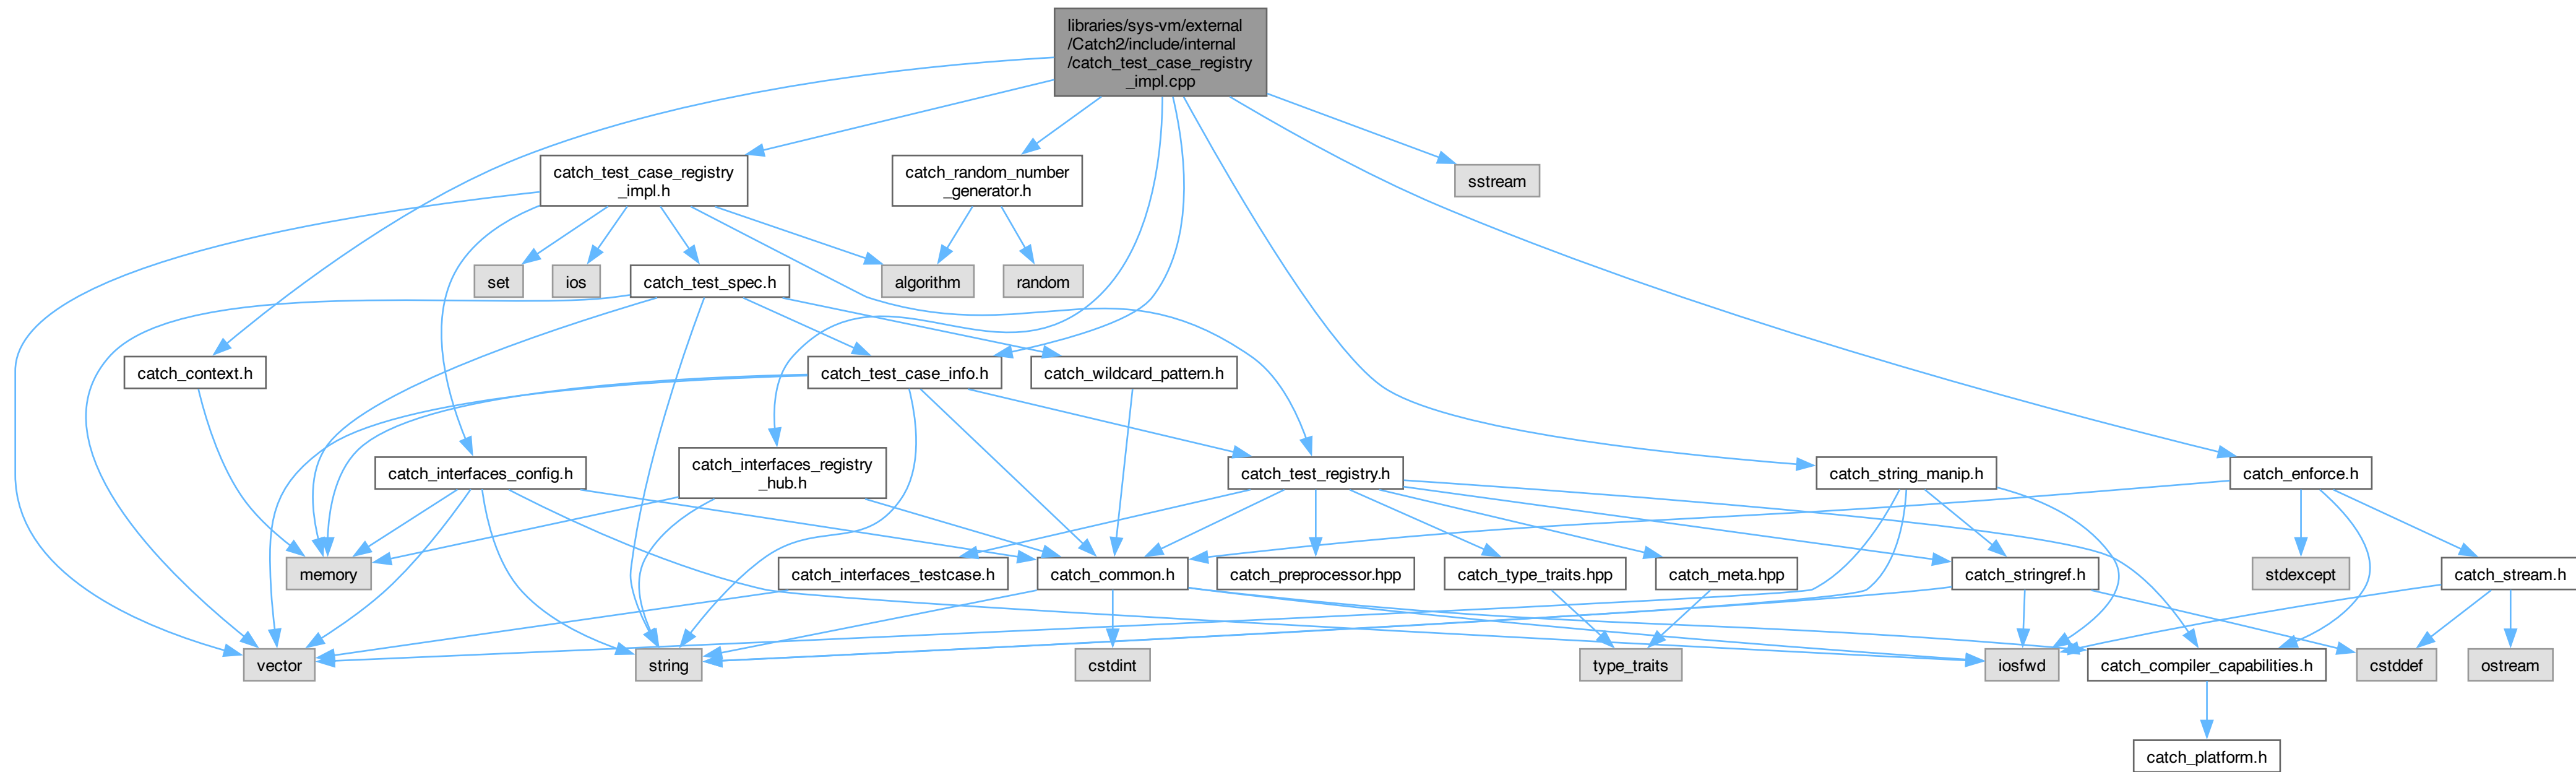 libraries/sys-vm/external
/Catch2/include/internal
/catch_test_case_registry
_impl.cpp
catch_test_case_registry
_impl.h
catch_random_number
_generator.h
sstream
set
ios
catch_test_spec.h
algorithm
random
catch_context.h
catch_test_case_info.h
catch_wildcard_pattern.h
catch_interfaces_config.h
catch_interfaces_registry
_hub.h
catch_test_registry.h
catch_string_manip.h
catch_enforce.h
memory
catch_interfaces_testcase.h
catch_common.h
catch_preprocessor.hpp
catch_type_traits.hpp
catch_meta.hpp
catch_stringref.h
stdexcept
catch_stream.h
vector
string
cstdint
type_traits
iosfwd
catch_compiler_capabilities.h
cstddef
ostream
catch_platform.h